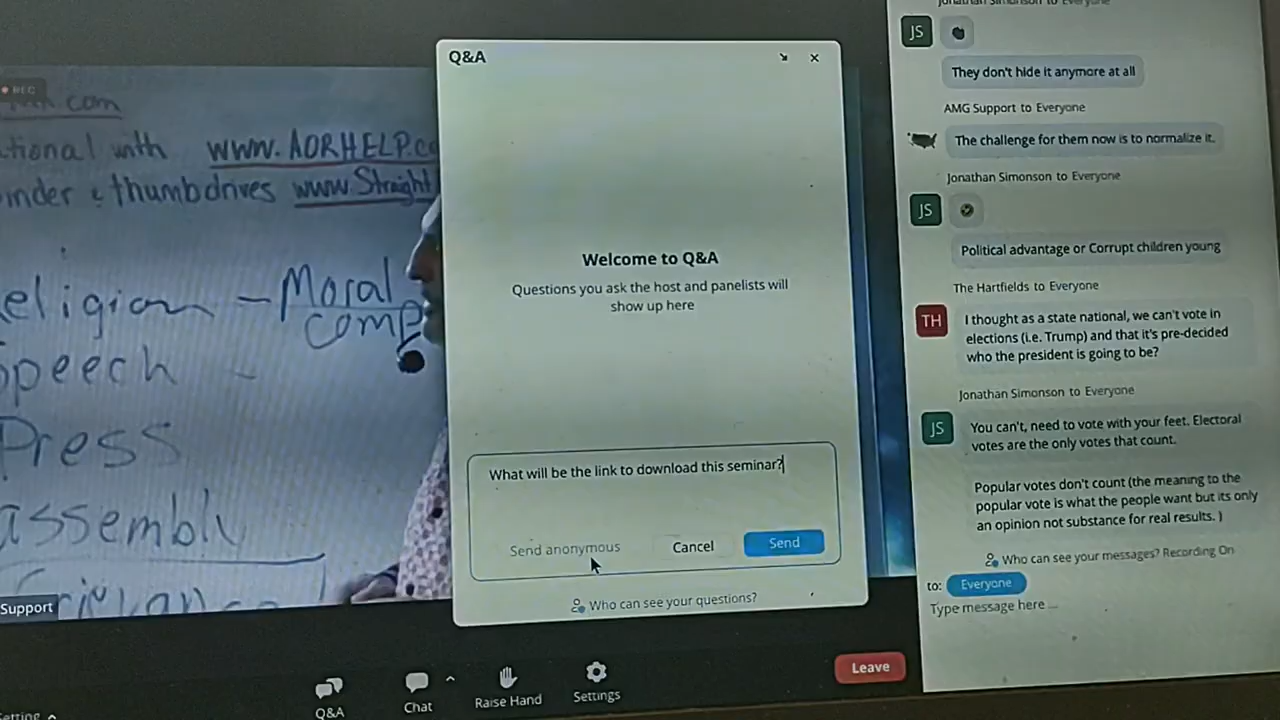 REC
.com
tional with www.AORHELP.c
inder & thumbdrives www.Straight
eligion - Moral
comp
Speech -
Press
assembly
Support
Q&A
Welcome to Q&A
Questions you ask the host and panelists will
show up here
What will be the link to download this seminar?
Send anonymous
Cancel
Send
Who can see your questions?
Jonathan Simonson to Everyone
JS
They don't hide it anymore at all
AMG Support to Everyone
The challenge for them now is to normalize it.
Jonathan Simonson to Everyone
JS
Political advantage or Corrupt children young
The Hartfields to Everyone
TH
I thought as a state national, we can't vote in
elections (i.e. Trump) and that it's pre-decided
who the president is going to be?
Jonathan Simonson to Everyone
JS
You can't, need to vote with your feet. Electoral
votes are the only votes that count.
Popular votes don't count (the meaning to the
popular vote is what the people want but its only
an opinion not substance for real results. )
Who can see your messages? Recording On
to: Everyone
Type message here ...
Setting
Q&A
Chat
Raise Hand
Settings
Leave